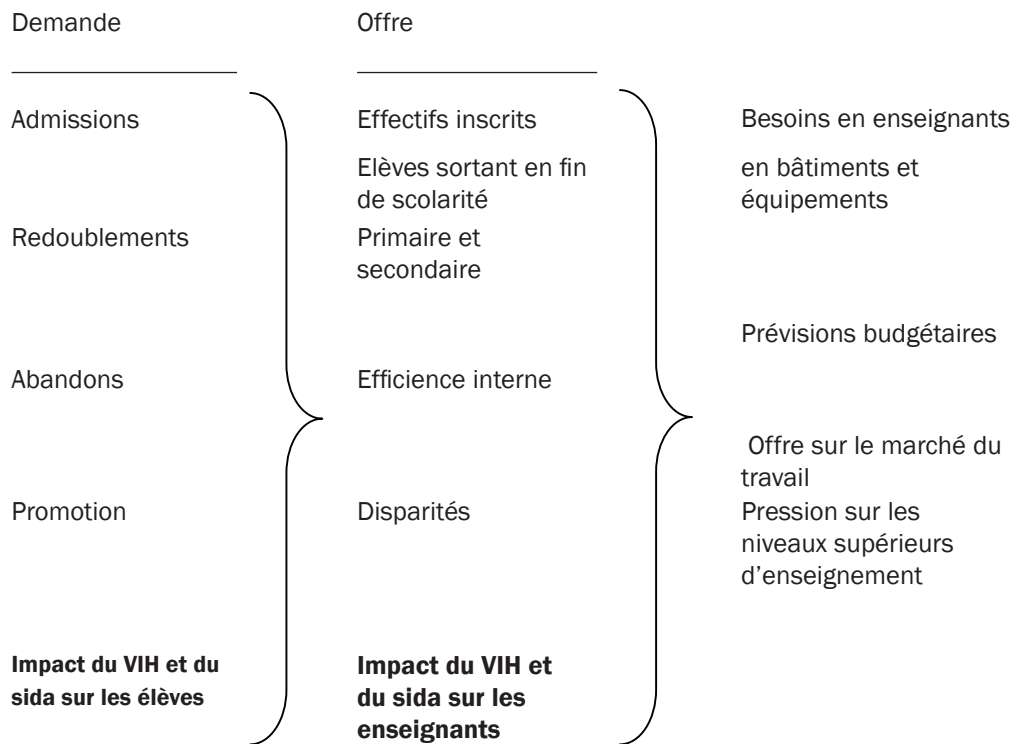 Demande
Offre
Admissions
Effectifs inscrits
Besoins en enseignants
Elèves sortant en fin
de scolarité
en bâtiments et
équipements
Redoublements
Primaire et
secondaire
Prévisions budgétaires
Abandons
Efficience interne
Offre sur le marché du
travail
Promotion
Disparités
Pression sur les
niveaux supérieurs
d'enseignement
Impact du VIH et du
sida sur les élèves
Impact du VIH et
du sida sur les
enseignants